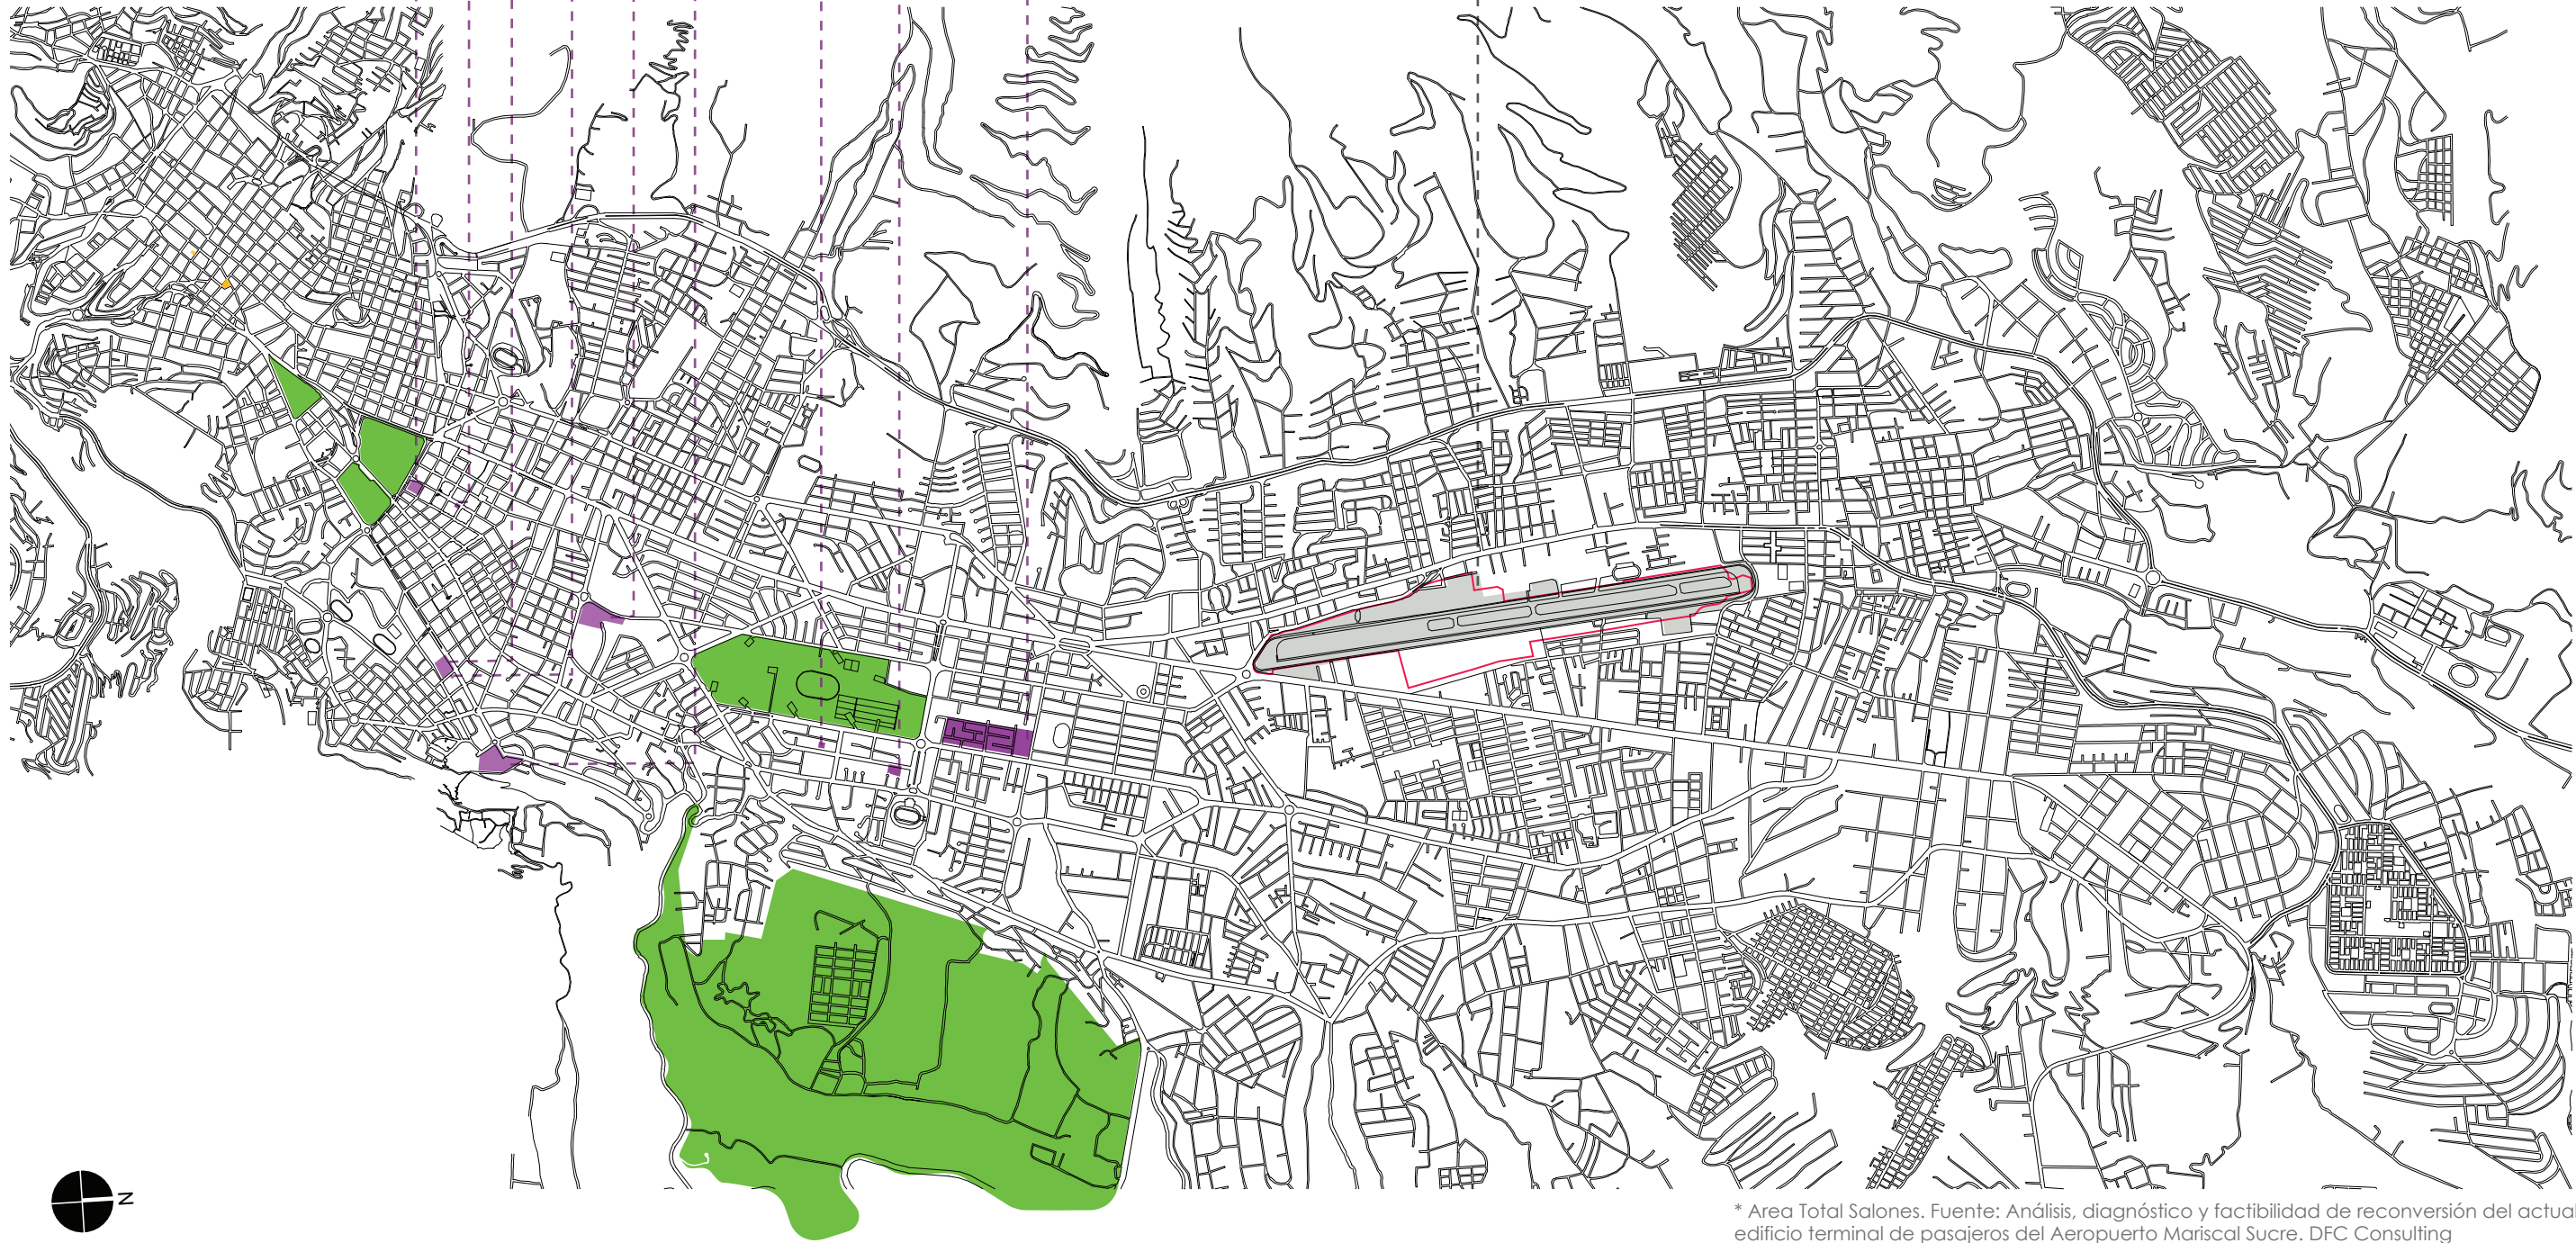 N
* Area Total Salones. Fuente: Análisis, diagnóstico y factibilidad de reconversión del actual
edificio terminal de pasajeros del Aeropuerto Mariscal Sucre. DFC Consulting